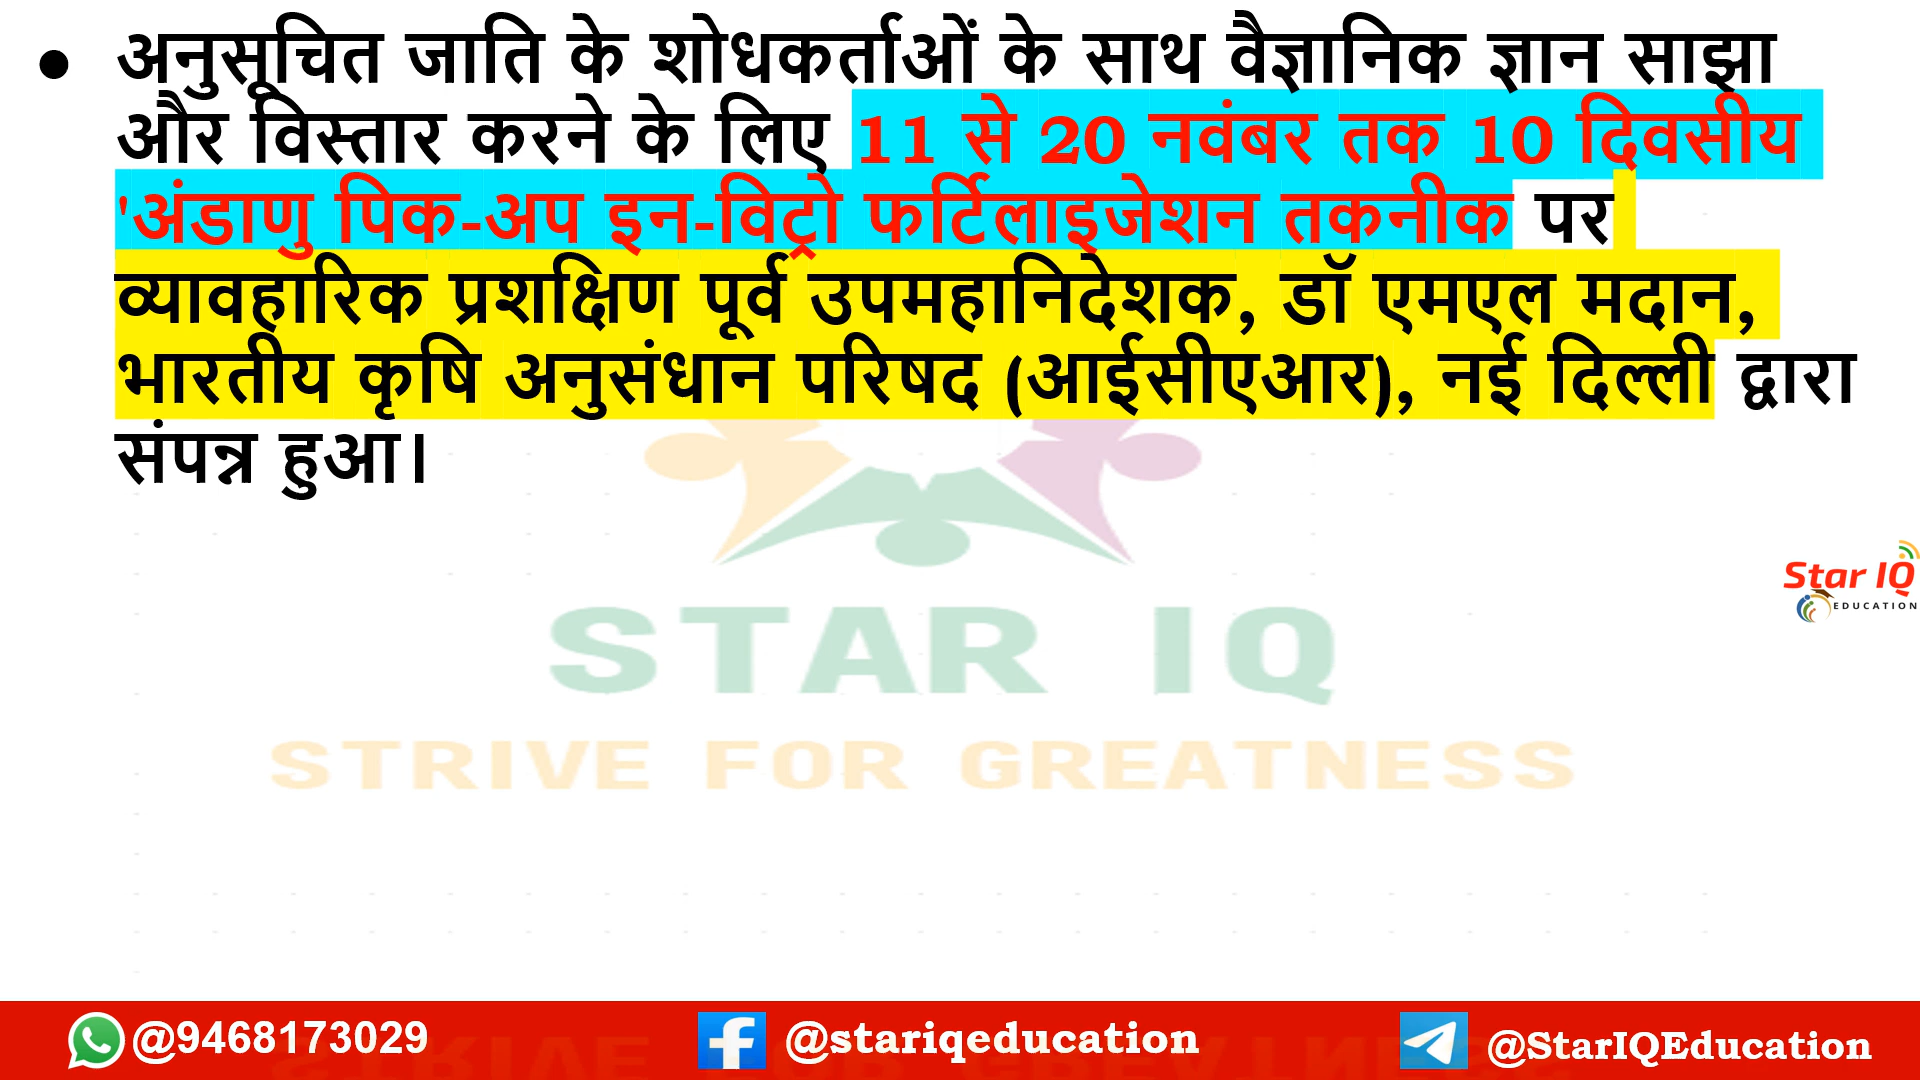 ● अनुसूचित जाति के शोधकर्ताओं के साथ वैज्ञानिक ज्ञान साझा
और विस्तार करने के लिए 11 से 20 नवंबर तक 10 दिवसीय
'अंडाणु पिक-अप इन-विट्रो फर्टिलाइजेशन तकनीक पर
व्यावहारिक प्रशक्षिण पूर्व उपमहानिदेशक, डॉ एमएल मदान,
भारतीय कृषि अनुसंधान परिषद (आईसीएआर), नई दिल्ली द्वारा
संपन्न हुआ।
Star IQ
EDUCATION
STAR IQ
STRIVE FOR GREATNESS
@9468173029 @stariqeducation @StarIQEducation